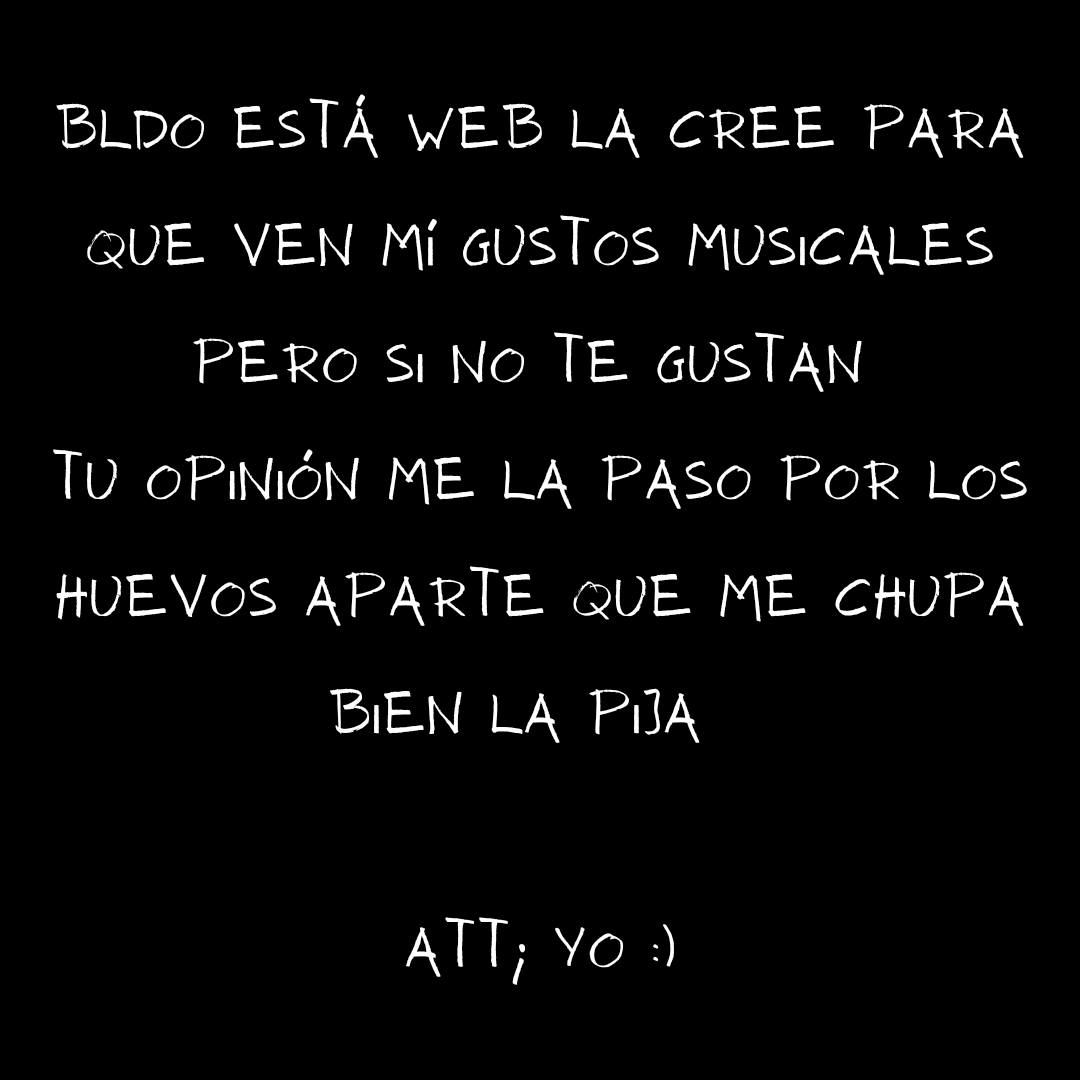 BLDO ESTÁ WEB LA CREE PARA
QUE VEN MÍ GUSTOS MUSICALES
PERO SI NO TE GUSTAN
TU OPINIÓN ME LA PASO POR LOS
HUEVOS APARTE QUE ME CHUPA
BIEN LA PIJA
ATT; YO :)